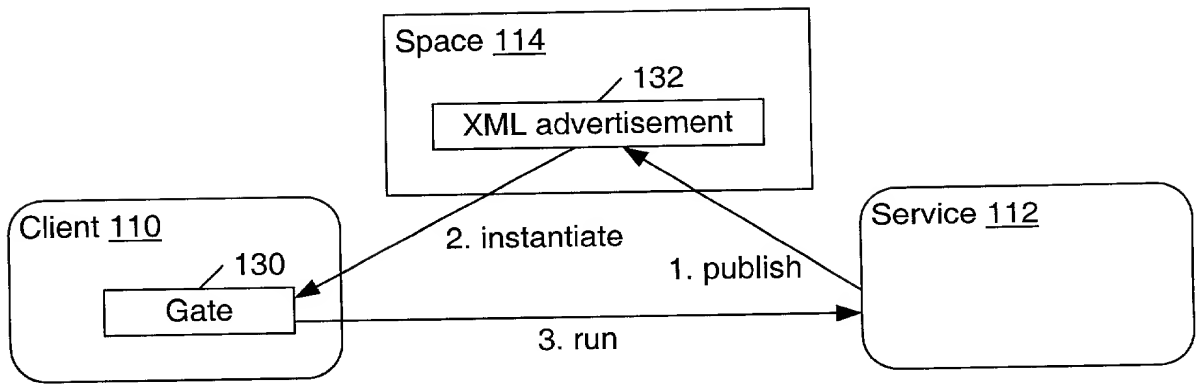 Space 114
132
XML advertisement
Client 110
Service 112
2. instantiate
130
1. publish
Gate
3. run